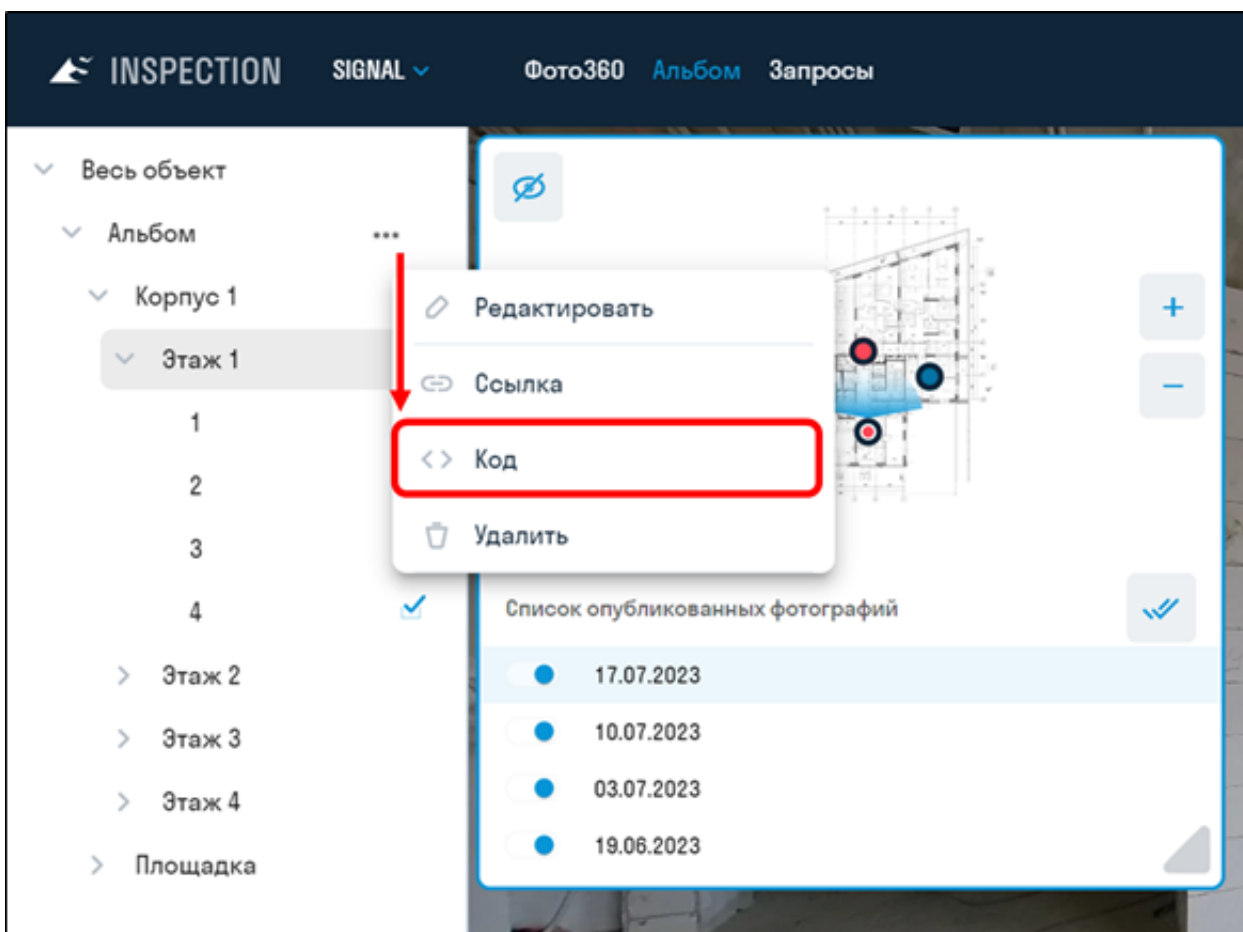 INSPECTION SIGNAL Фото360 Альбом Запросы
Весь объект
Альбом
Корпус 1
Этаж 1
1
2
3
4
Этаж 2
Этаж 3
Этаж 4
Площадка
Редактировать
Ссылка
Код
Удалить
Список опубликованных фотографий
17.07.2023
10.07.2023
03.07.2023
19.06.2023